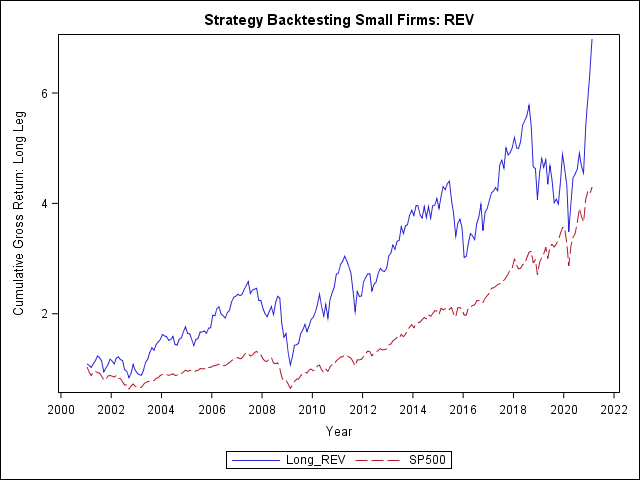 Strategy Backtesting Small Firms: REV
Cumulative Gross Return: Long Leg
6
4
2
2000 2002 2004 2006 2008 2010 2012 2014 2016 2018 2020 2022
Year
Long_REV SP500